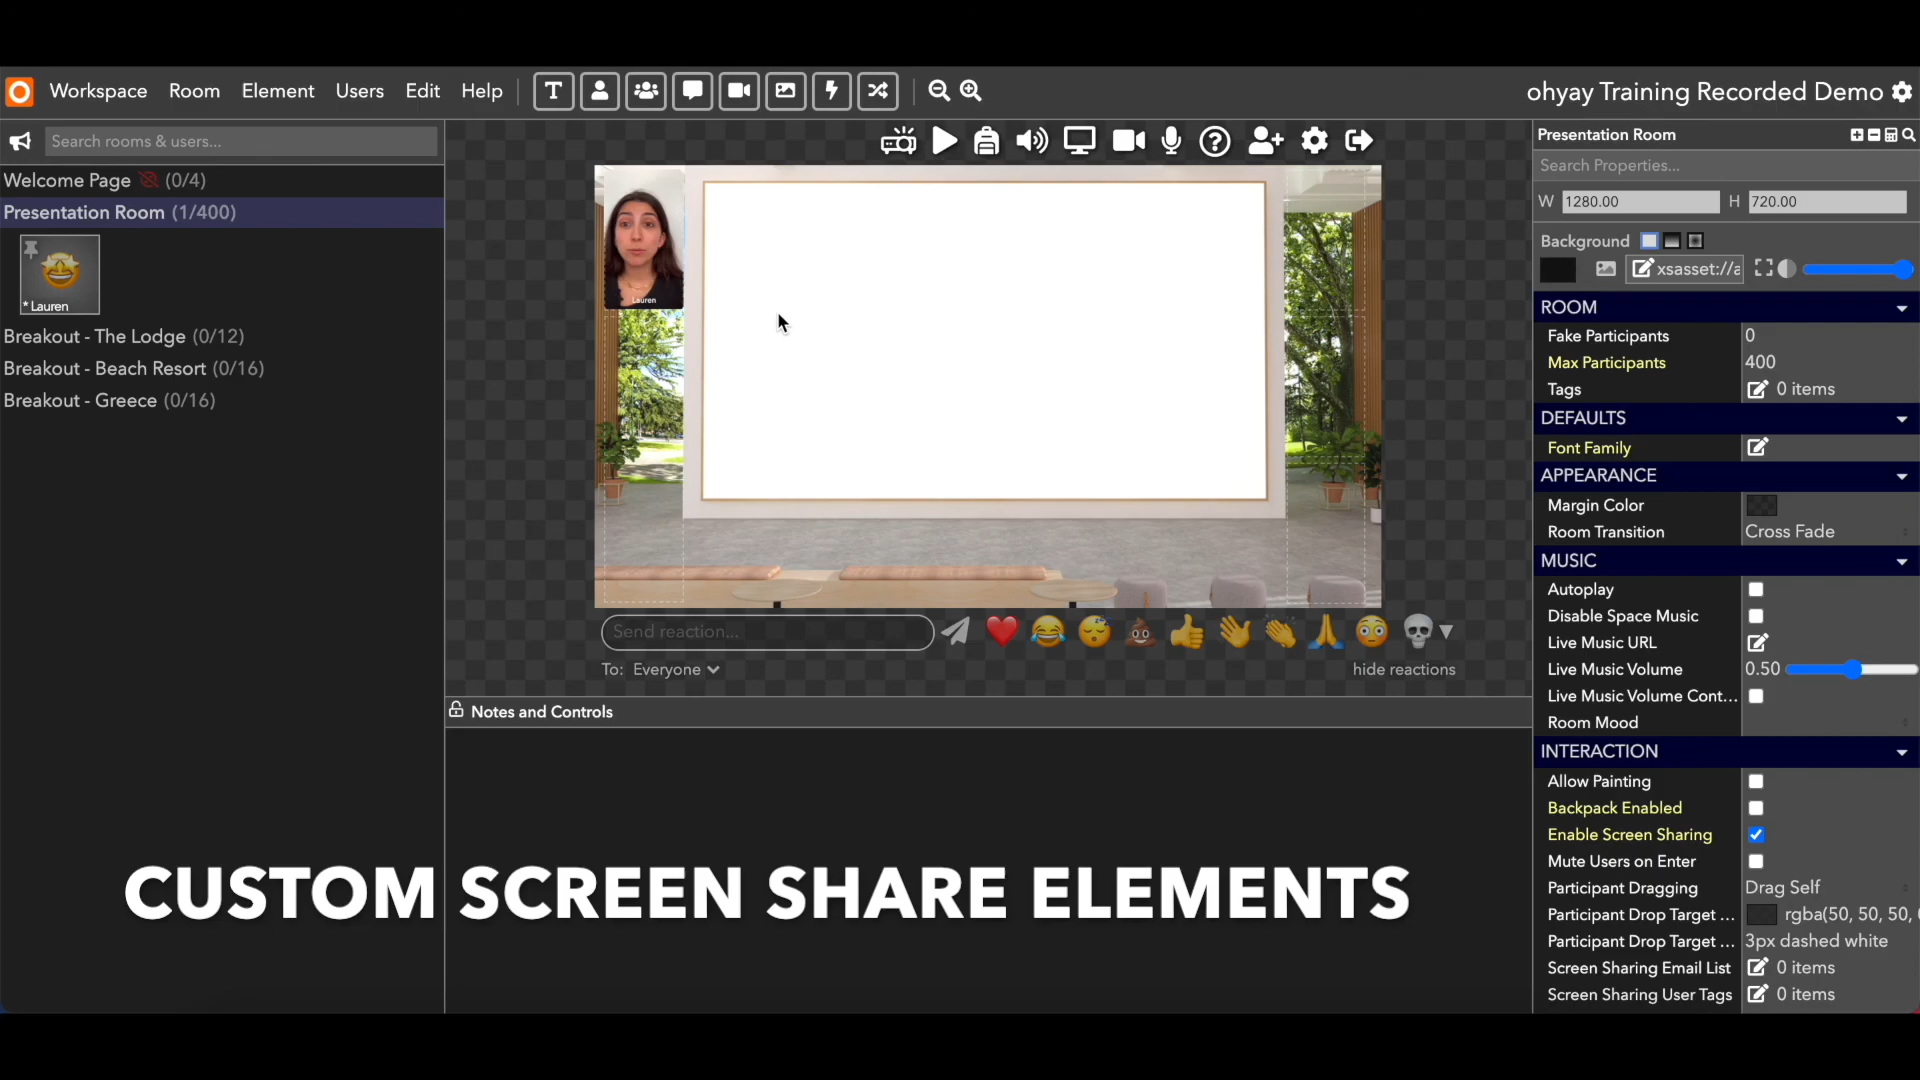 Workspace Room Element Users Edit Help
ohyay Training Recorded Demo
Search rooms & users...
Welcome Page (0/4)
Presentation Room (1/400)
* Lauren
Breakout - The Lodge (0/12)
Breakout - Beach Resort (0/16)
Breakout - Greece (0/16)
Lauren
Send reaction...
To: Everyone
hide reactions
Notes and Controls
CUSTOM SCREEN SHARE ELEMENTS
Presentation Room
Search Properties...
W 1280.00 H 720.00
Background
xsasset://a
ROOM
Fake Participants 0
Max Participants 400
Tags 0 items
DEFAULTS
Font Family
APPEARANCE
Margin Color
Room Transition Cross Fade
MUSIC
Autoplay
Disable Space Music
Live Music URL
Live Music Volume 0.50
Live Music Volume Cont...
Room Mood
INTERACTION
Allow Painting
Backpack Enabled
Enable Screen Sharing
Mute Users on Enter
Participant Dragging Drag Self
Participant Drop Target ... rgba(50, 50, 50,
Participant Drop Target ... 3px dashed white
Screen Sharing Email List 0 items
Screen Sharing User Tags 0 items